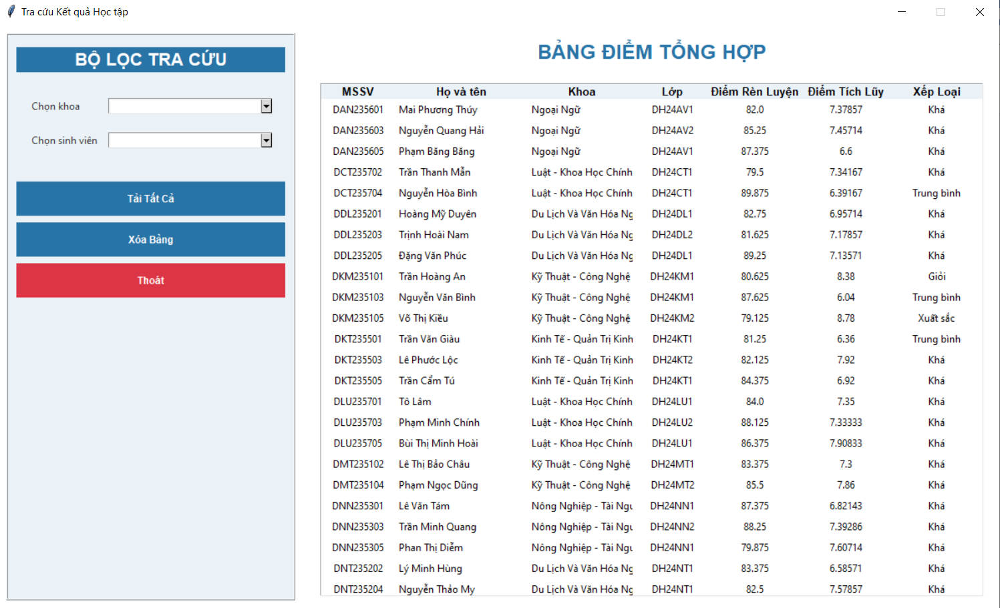 Tra cứu Kết quả Học tập
BỘ LỌC TRA CỨU
Chọn khoa
Chọn sinh viên
Tải Tất Cả
Xóa Bảng
Thoát
BẢNG ĐIỂM TỔNG HỢP
MSSV Họ và tên Khoa Lớp Điểm Rèn Luyện Điểm Tích Lũy Xếp Loại
DAN235601 Mai Phương Thúy Ngoại Ngữ DH24AV1 82.0 7.37857 Khá
DAN235603 Nguyễn Quang Hải Ngoại Ngữ DH24AV2 85.25 7.45714 Khá
DAN235605 Phạm Băng Băng Ngoại Ngữ DH24AV1 87.375 6.6 Khá
DCT235702 Trần Thanh Mẫn Luật - Khoa Học Chính DH24CT1 79.5 7.34167 Khá
DCT235704 Nguyễn Hòa Bình Luật - Khoa Học Chính DH24CT1 89.875 6.39167 Trung bình
DDL235201 Hoàng Mỹ Duyên Du Lịch Và Văn Hóa Ng DH24DL1 82.75 6.95714 Khá
DDL235203 Trịnh Hoài Nam Du Lịch Và Văn Hóa Ng DH24DL2 81.625 7.17857 Khá
DDL235205 Đặng Văn Phúc Du Lịch Và Văn Hóa Ng DH24DL1 89.25 7.13571 Khá
DKM235101 Trần Hoàng An Kỹ Thuật - Công Nghệ DH24KM1 80.625 8.38 Giỏi
DKM235103 Nguyễn Văn Bình Kỹ Thuật - Công Nghệ DH24KM1 87.625 6.04 Trung bình
DKM235105 Võ Thị Kiều Kỹ Thuật - Công Nghệ DH24KM2 79.125 8.78 Xuất sắc
DKT235501 Trần Văn Giàu Kinh Tế - Quản Trị Kinh DH24KT1 81.25 6.36 Trung bình
DKT235503 Lê Phước Lộc Kinh Tế - Quản Trị Kinh DH24KT2 82.125 7.92 Khá
DKT235505 Trần Cẩm Tú Kinh Tế - Quản Trị Kinh DH24KT1 84.375 6.92 Khá
DLU235701 Tô Lâm Luật - Khoa Học Chính DH24LU1 84.0 7.35 Khá
DLU235703 Phạm Minh Chính Luật - Khoa Học Chính DH24LU2 88.125 7.33333 Khá
DLU235705 Bùi Thị Minh Hoài Luật - Khoa Học Chính DH24LU1 86.375 7.90833 Khá
DMT235102 Lê Thị Bảo Châu Kỹ Thuật - Công Nghệ DH24MT1 83.375 7.3 Khá
DMT235104 Phạm Ngọc Dũng Kỹ Thuật - Công Nghệ DH24MT2 85.5 7.86 Khá
DNN235301 Lê Văn Tám Nông Nghiệp - Tài Ngu DH24NN1 87.375 6.82143 Khá
DNN235303 Trần Minh Quang Nông Nghiệp - Tài Ngu DH24NN2 88.25 7.39286 Khá
DNN235305 Phan Thị Diễm Nông Nghiệp - Tài Ngu DH24NN1 79.875 7.60714 Khá
DNT235202 Lý Minh Hùng Du Lịch Và Văn Hóa Ng DH24NT1 83.375 6.58571 Khá
DNT235204 Nguyễn Thảo My Du Lịch Và Văn Hóa Ng DH24NT1 82.5 7.57857 Khá